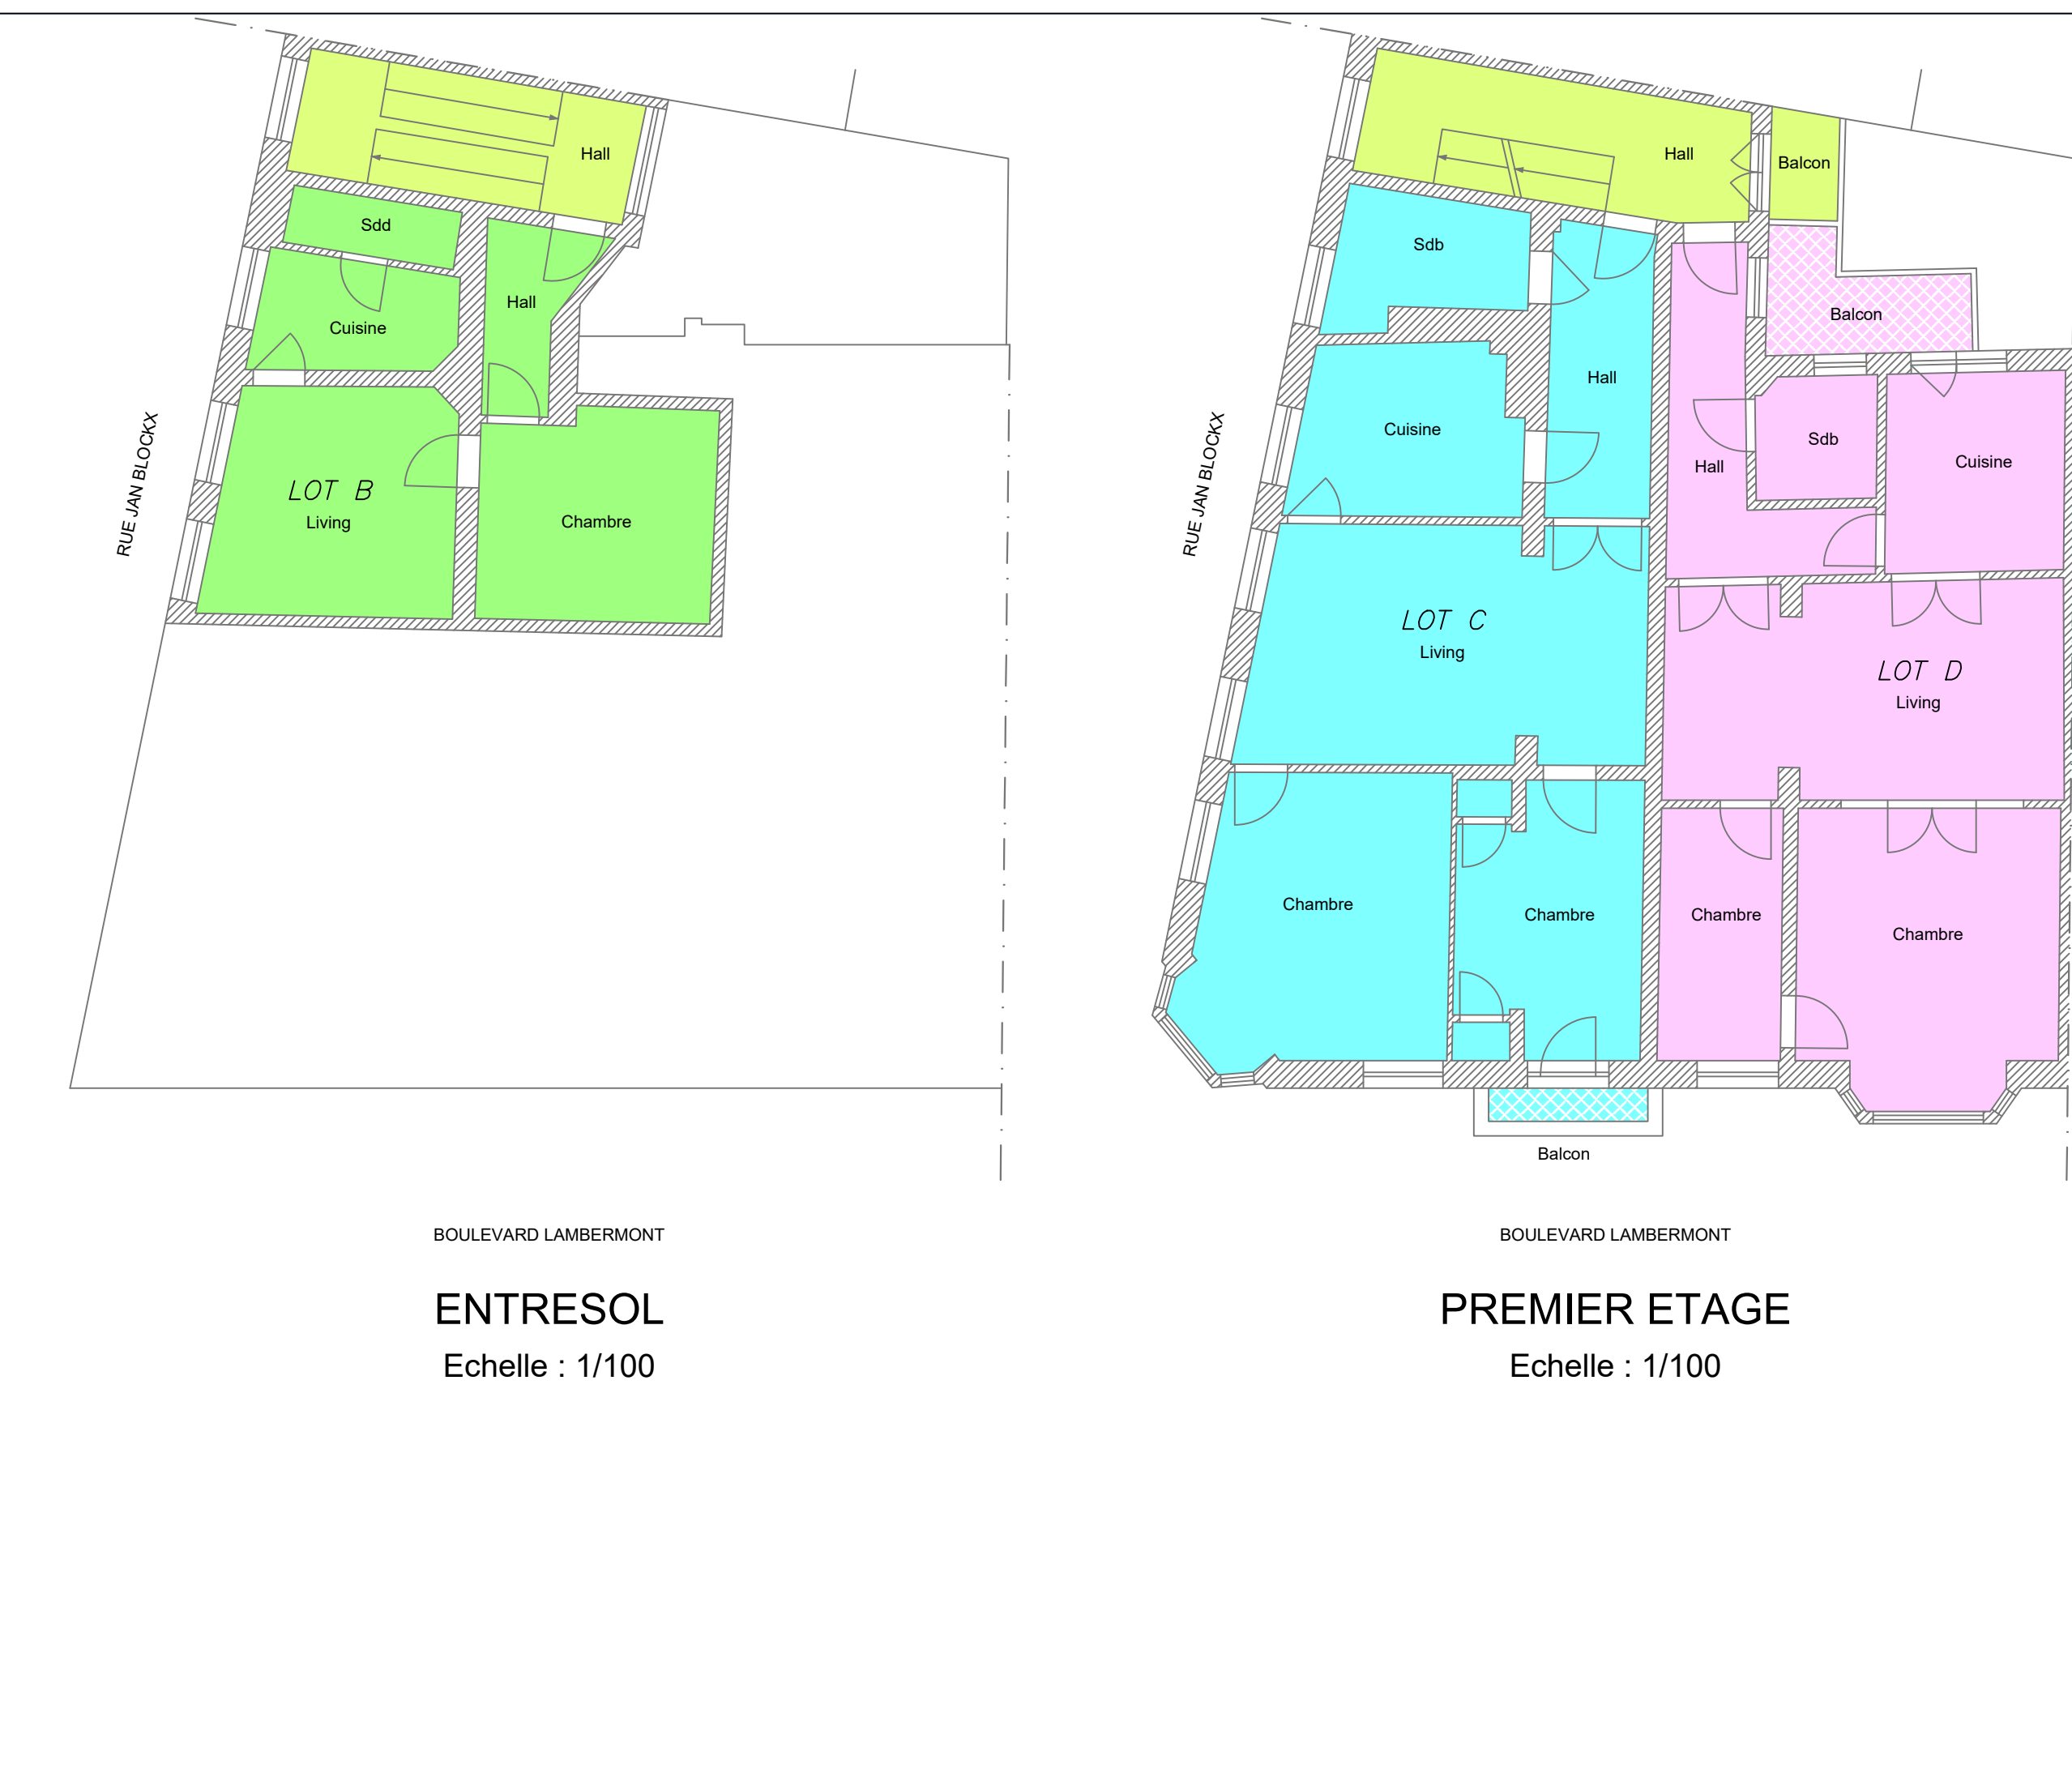 Hall
Sdd
Hall
Cuisine
LOT B
Living
Chambre
RUE JAN BLOCKX
BOULEVARD LAMBERMONT
ENTRESOL
Echelle : 1/100
Hall
Balcon
Sdb
Balcon
Hall
Cuisine
Sdb
Cuisine
Hall
RUE JAN BLOCKX
LOT C
Living
LOT D
Living
Chambre
Chambre
Chambre
Chambre
Balcon
BOULEVARD LAMBERMONT
PREMIER ETAGE
Echelle : 1/100